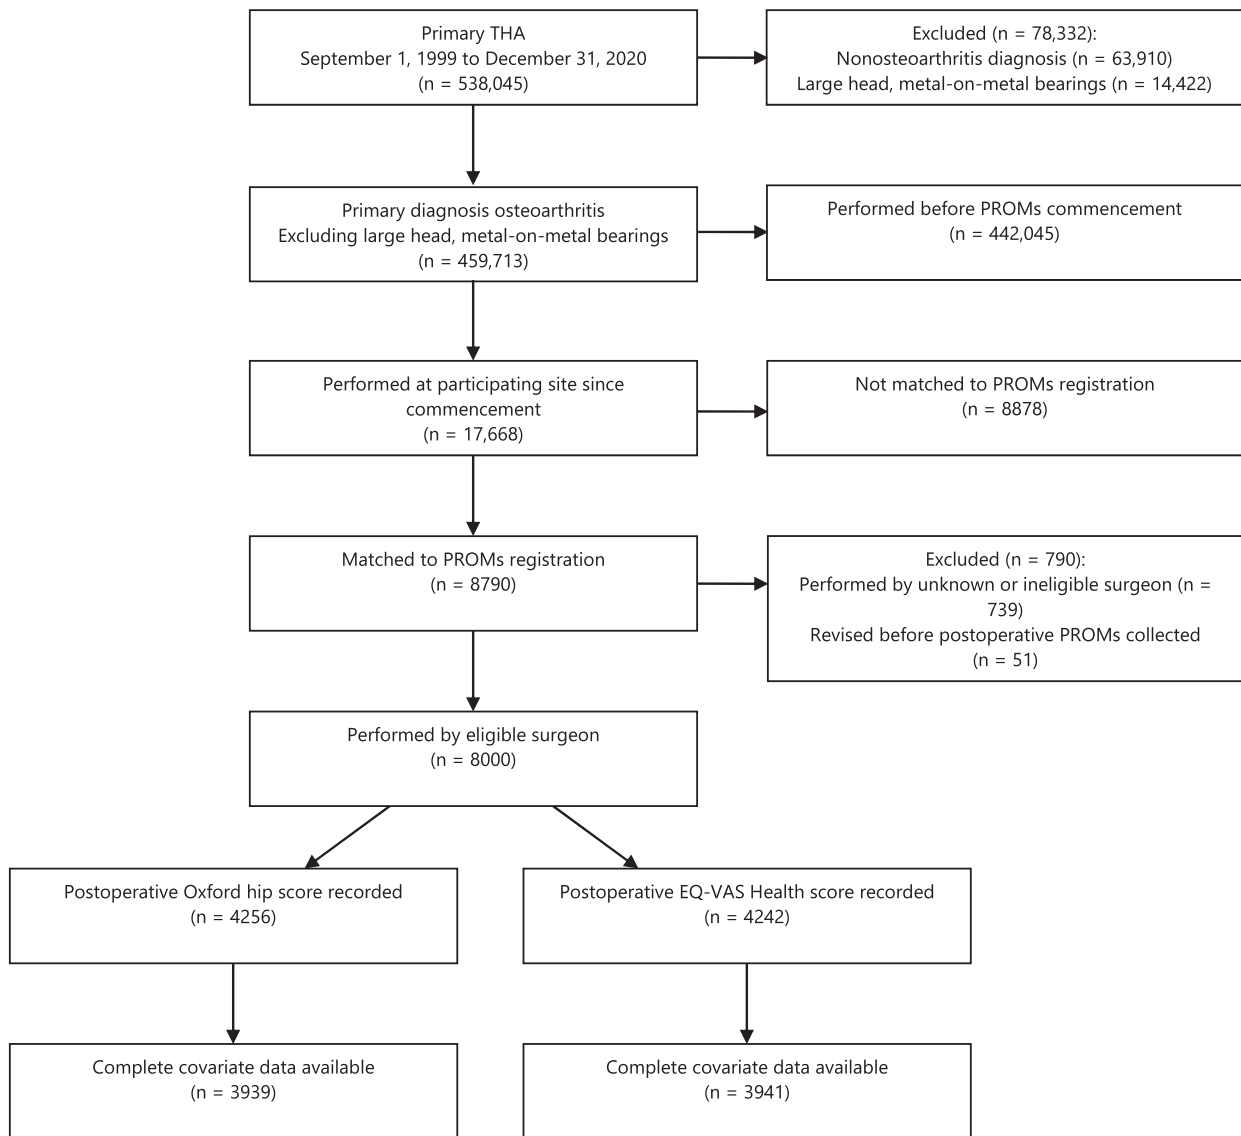 Primary THA
September 1, 1999 to December 31, 2020
(n = 538,045)
Excluded (n = 78,332):
Nonosteoarthritis diagnosis (n = 63,910)
Large head, metal-on-metal bearings (n = 14,422)
Primary diagnosis osteoarthritis
Excluding large head, metal-on-metal bearings
(n = 459,713)
Performed before PROMs commencement
(n = 442,045)
Performed at participating site since
commencement
(n = 17,668)
Not matched to PROMs registration
(n = 8878)
Matched to PROMs registration
(n = 8790)
Excluded (n = 790):
Performed by unknown or ineligible surgeon (n =
739)
Revised before postoperative PROMs collected
(n = 51)
Performed by eligible surgeon
(n = 8000)
Postoperative Oxford hip score recorded
(n = 4256)
Postoperative EQ-VAS Health score recorded
(n = 4242)
Complete covariate data available
(n = 3939)
Complete covariate data available
(n = 3941)